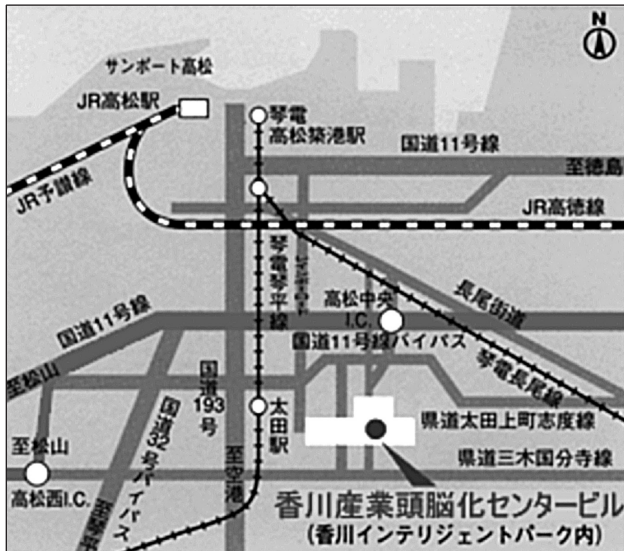 N
サンポート高松
JR高松駅
琴電
高松築港駅
国道11号線
至徳島
JR予讃線
JR高徳線
琴電琴平線
高松中央
I.C.
長尾街道
国道11号線
国道11号線バイパス
至松山
琴電長尾線
国道
193
号
太田駅
国道32号バイパス
県道太田上町志度線
至松山
至空港
県道三木国分寺線
高松西I.C.
至琴平
香川産業頭脳化センタービル
(香川インテリジェントパーク内)